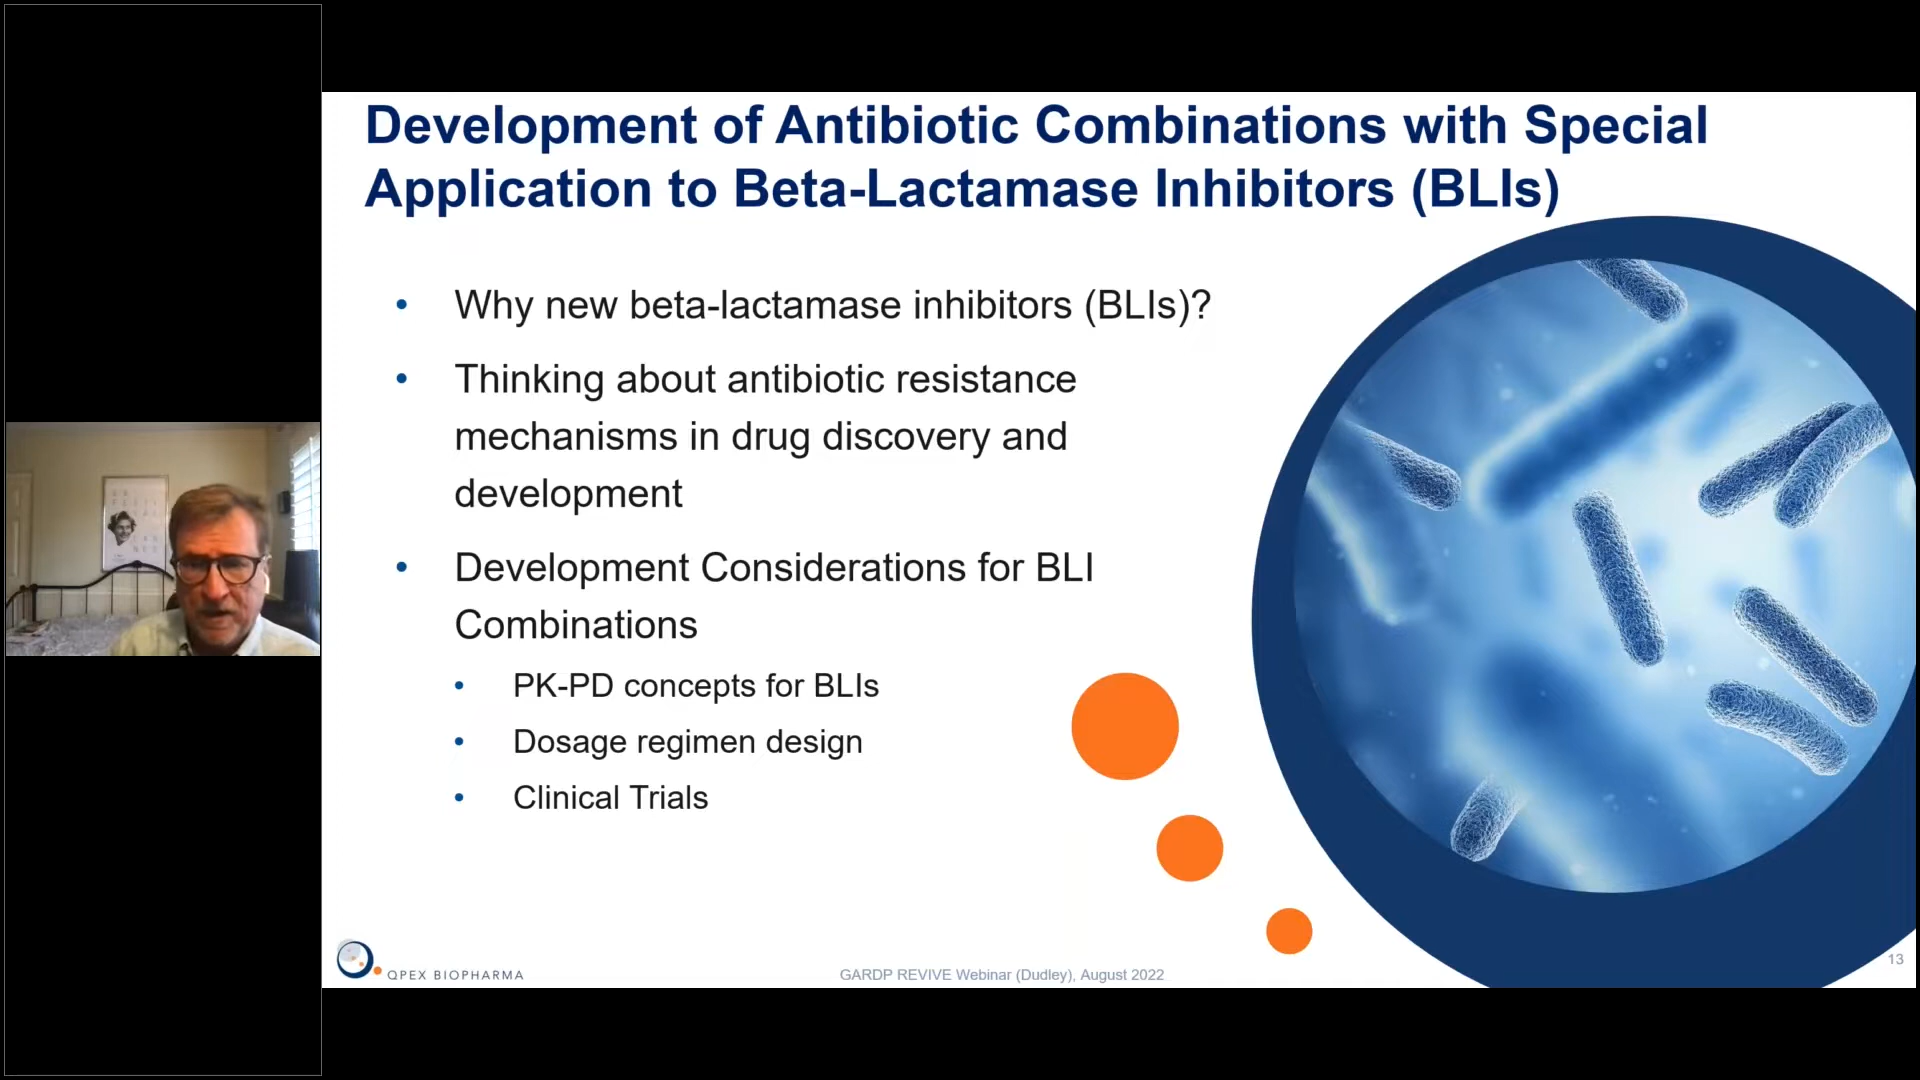 Development of Antibiotic Combinations with Special
Application to Beta-Lactamase Inhibitors (BLIs)
• Why new beta-lactamase inhibitors (BLIs)?
• Thinking about antibiotic resistance
mechanisms in drug discovery and
development
• Development Considerations for BLI
Combinations
• PK-PD concepts for BLIs
• Dosage regimen design
• Clinical Trials
QPEX BIOPHARMA
GARDP REVIVE Webinar (Dudley), August 2022
13